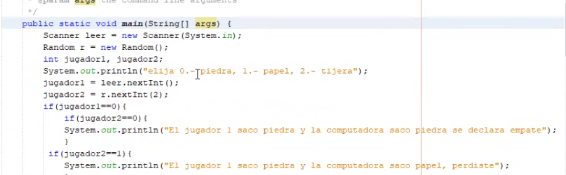 * @param args the command line arguments
*/
public static void main(String[] args) {
Scanner leer = new Scanner(System.in);
Random r = new Random();
int jugador1, jugador2;
System.out.println("elija 0.- piedra, 1.- papel, 2.- tijera");
jugador1 = leer.nextInt();
jugador2 = r.nextInt(2);
if(jugador1==0){
if(jugador2==0){
System.out.println("El jugador 1 saco piedra y la computadora saco piedra se declara empate");
}
if(jugador2==1){
System.out.println("El jugador 1 saco piedra y la computadora saco papel, perdiste");